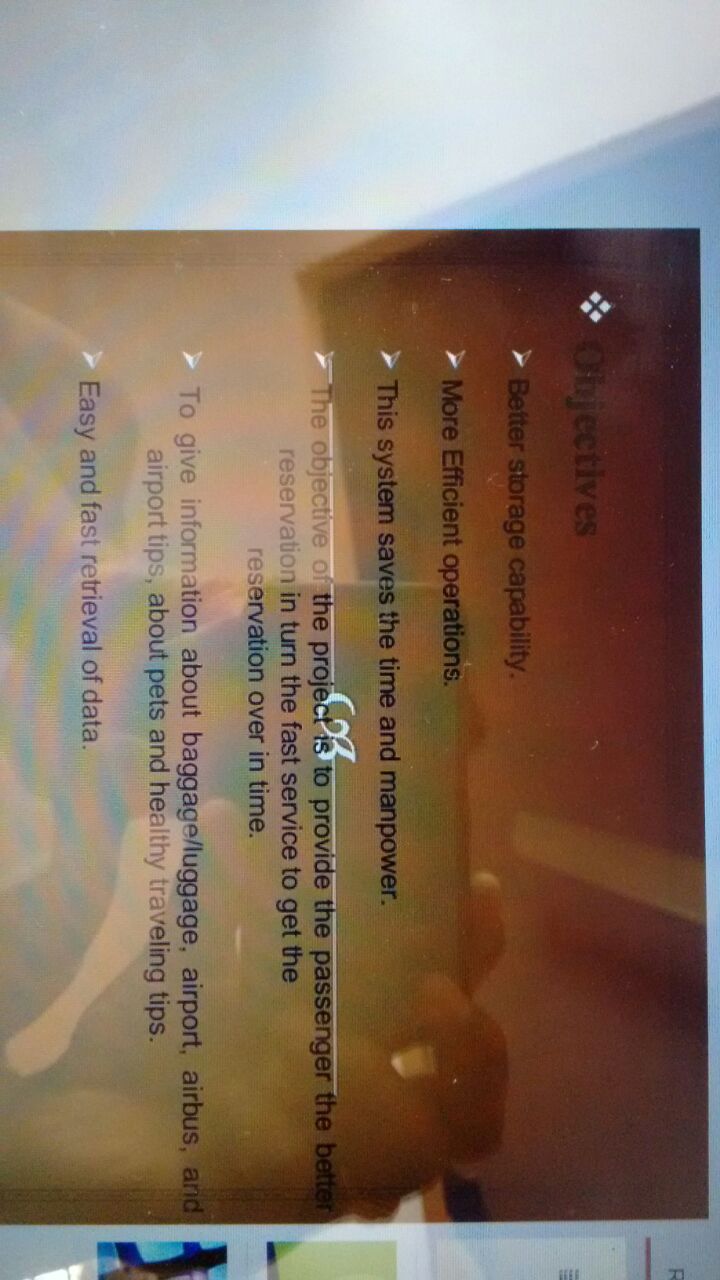 ❖ Objectives
➢ Better storage capability.
➢ More Efficient operations.
➢ This system saves the time and manpower.
➢ The objective of the project is to provide the passenger the better
reservation in turn the fast service to get the
reservation over in time.
➢ To give information about baggage/luggage, airport, airbus, and
airport tips, about pets and healthy traveling tips.
➢ Easy and fast retrieval of data.